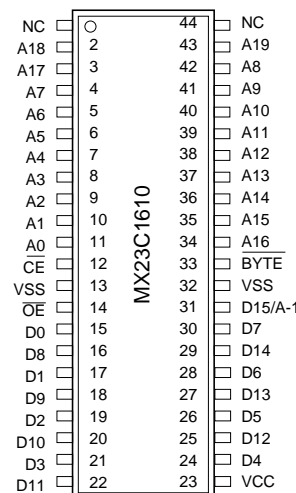 NC 44 NC
A18 2 43 A19
A17 3 42 A8
A7 4 41 A9
A6 5 40 A10
A5 6 39 A11
A4 7 38 A12
A3 8 37 A13
A2 9 36 A14
A1 10 35 A15
A0 11 34 A16
CE 12 33 BYTE
VSS 13 32 VSS
OE 14 31 D15/A-1
D0 15 30 D7
D8 16 29 D14
D1 17 28 D6
D9 18 27 D13
D2 19 26 D5
D10 20 25 D12
D3 21 24 D4
D11 22 23 VCC
MX23C1610